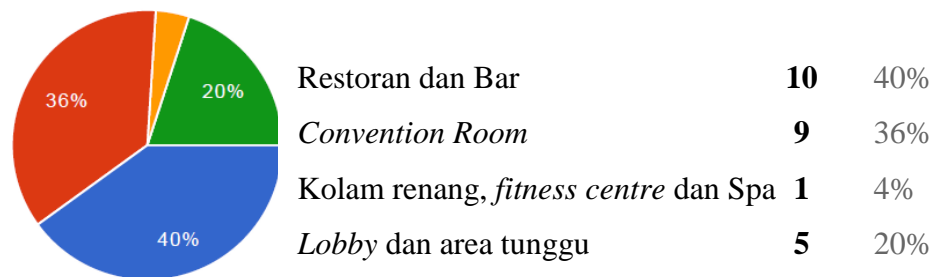 36%
20%
40%
Restoran dan Bar 10 40%
Convention Room 9 36%
Kolam renang, fitness centre dan Spa 1 4%
Lobby dan area tunggu 5 20%